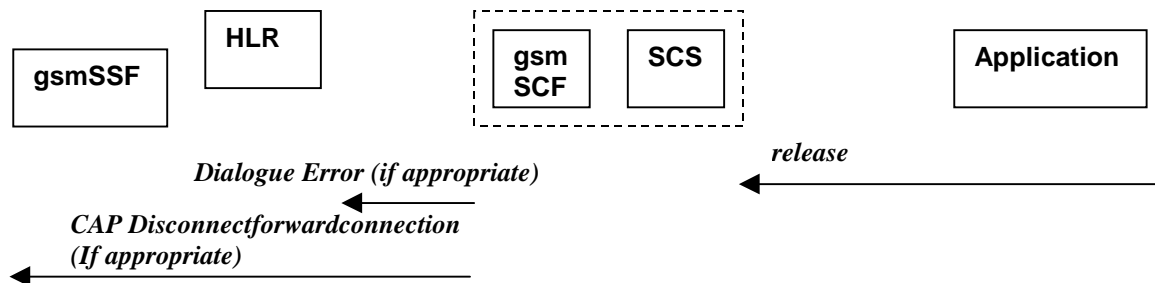 HLR
gsmSSF
gsm
SCF
SCS
Application
release
Dialogue Error (if appropriate)
CAP Disconnectforwardconnection
(If appropriate)